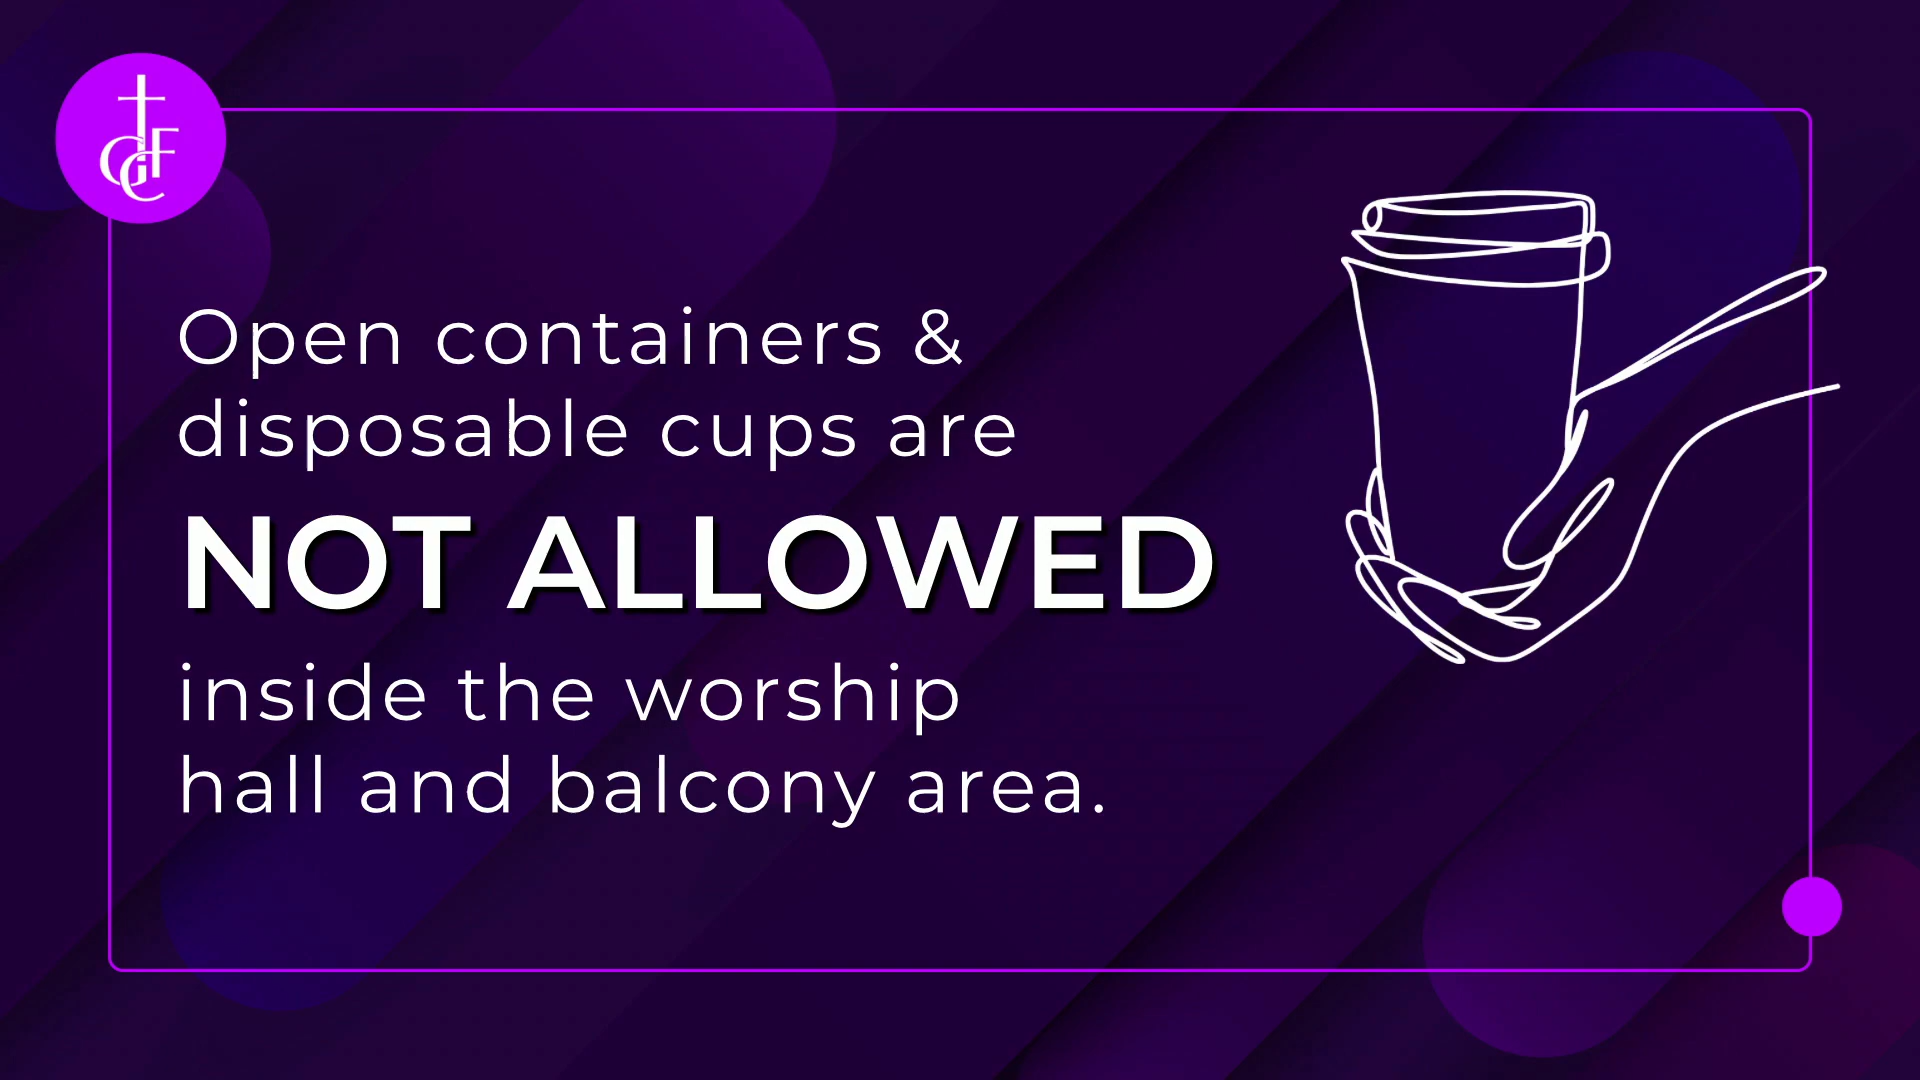 Open containers &
disposable cups are
NOT ALLOWED
inside the worship
hall and balcony area.